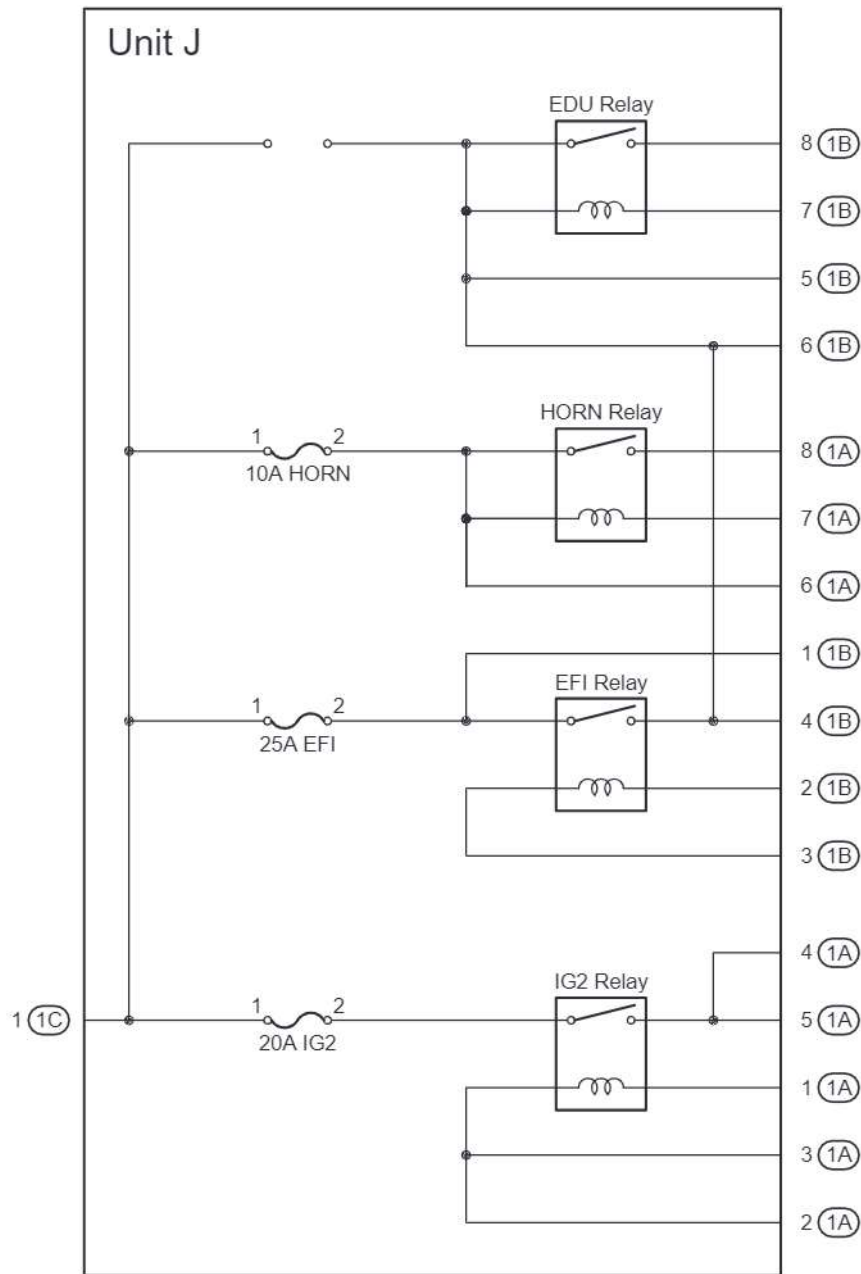 Unit J
EDU Relay
8 1B
7 1B
5 1B
6 1B
HORN Relay
1 2
10A HORN
8 1A
7 1A
6 1A
1 1B
EFI Relay
1 2
25A EFI
4 1B
2 1B
3 1B
4 1A
IG2 Relay
1 1C
1 2
20A IG2
5 1A
1 1A
3 1A
2 1A